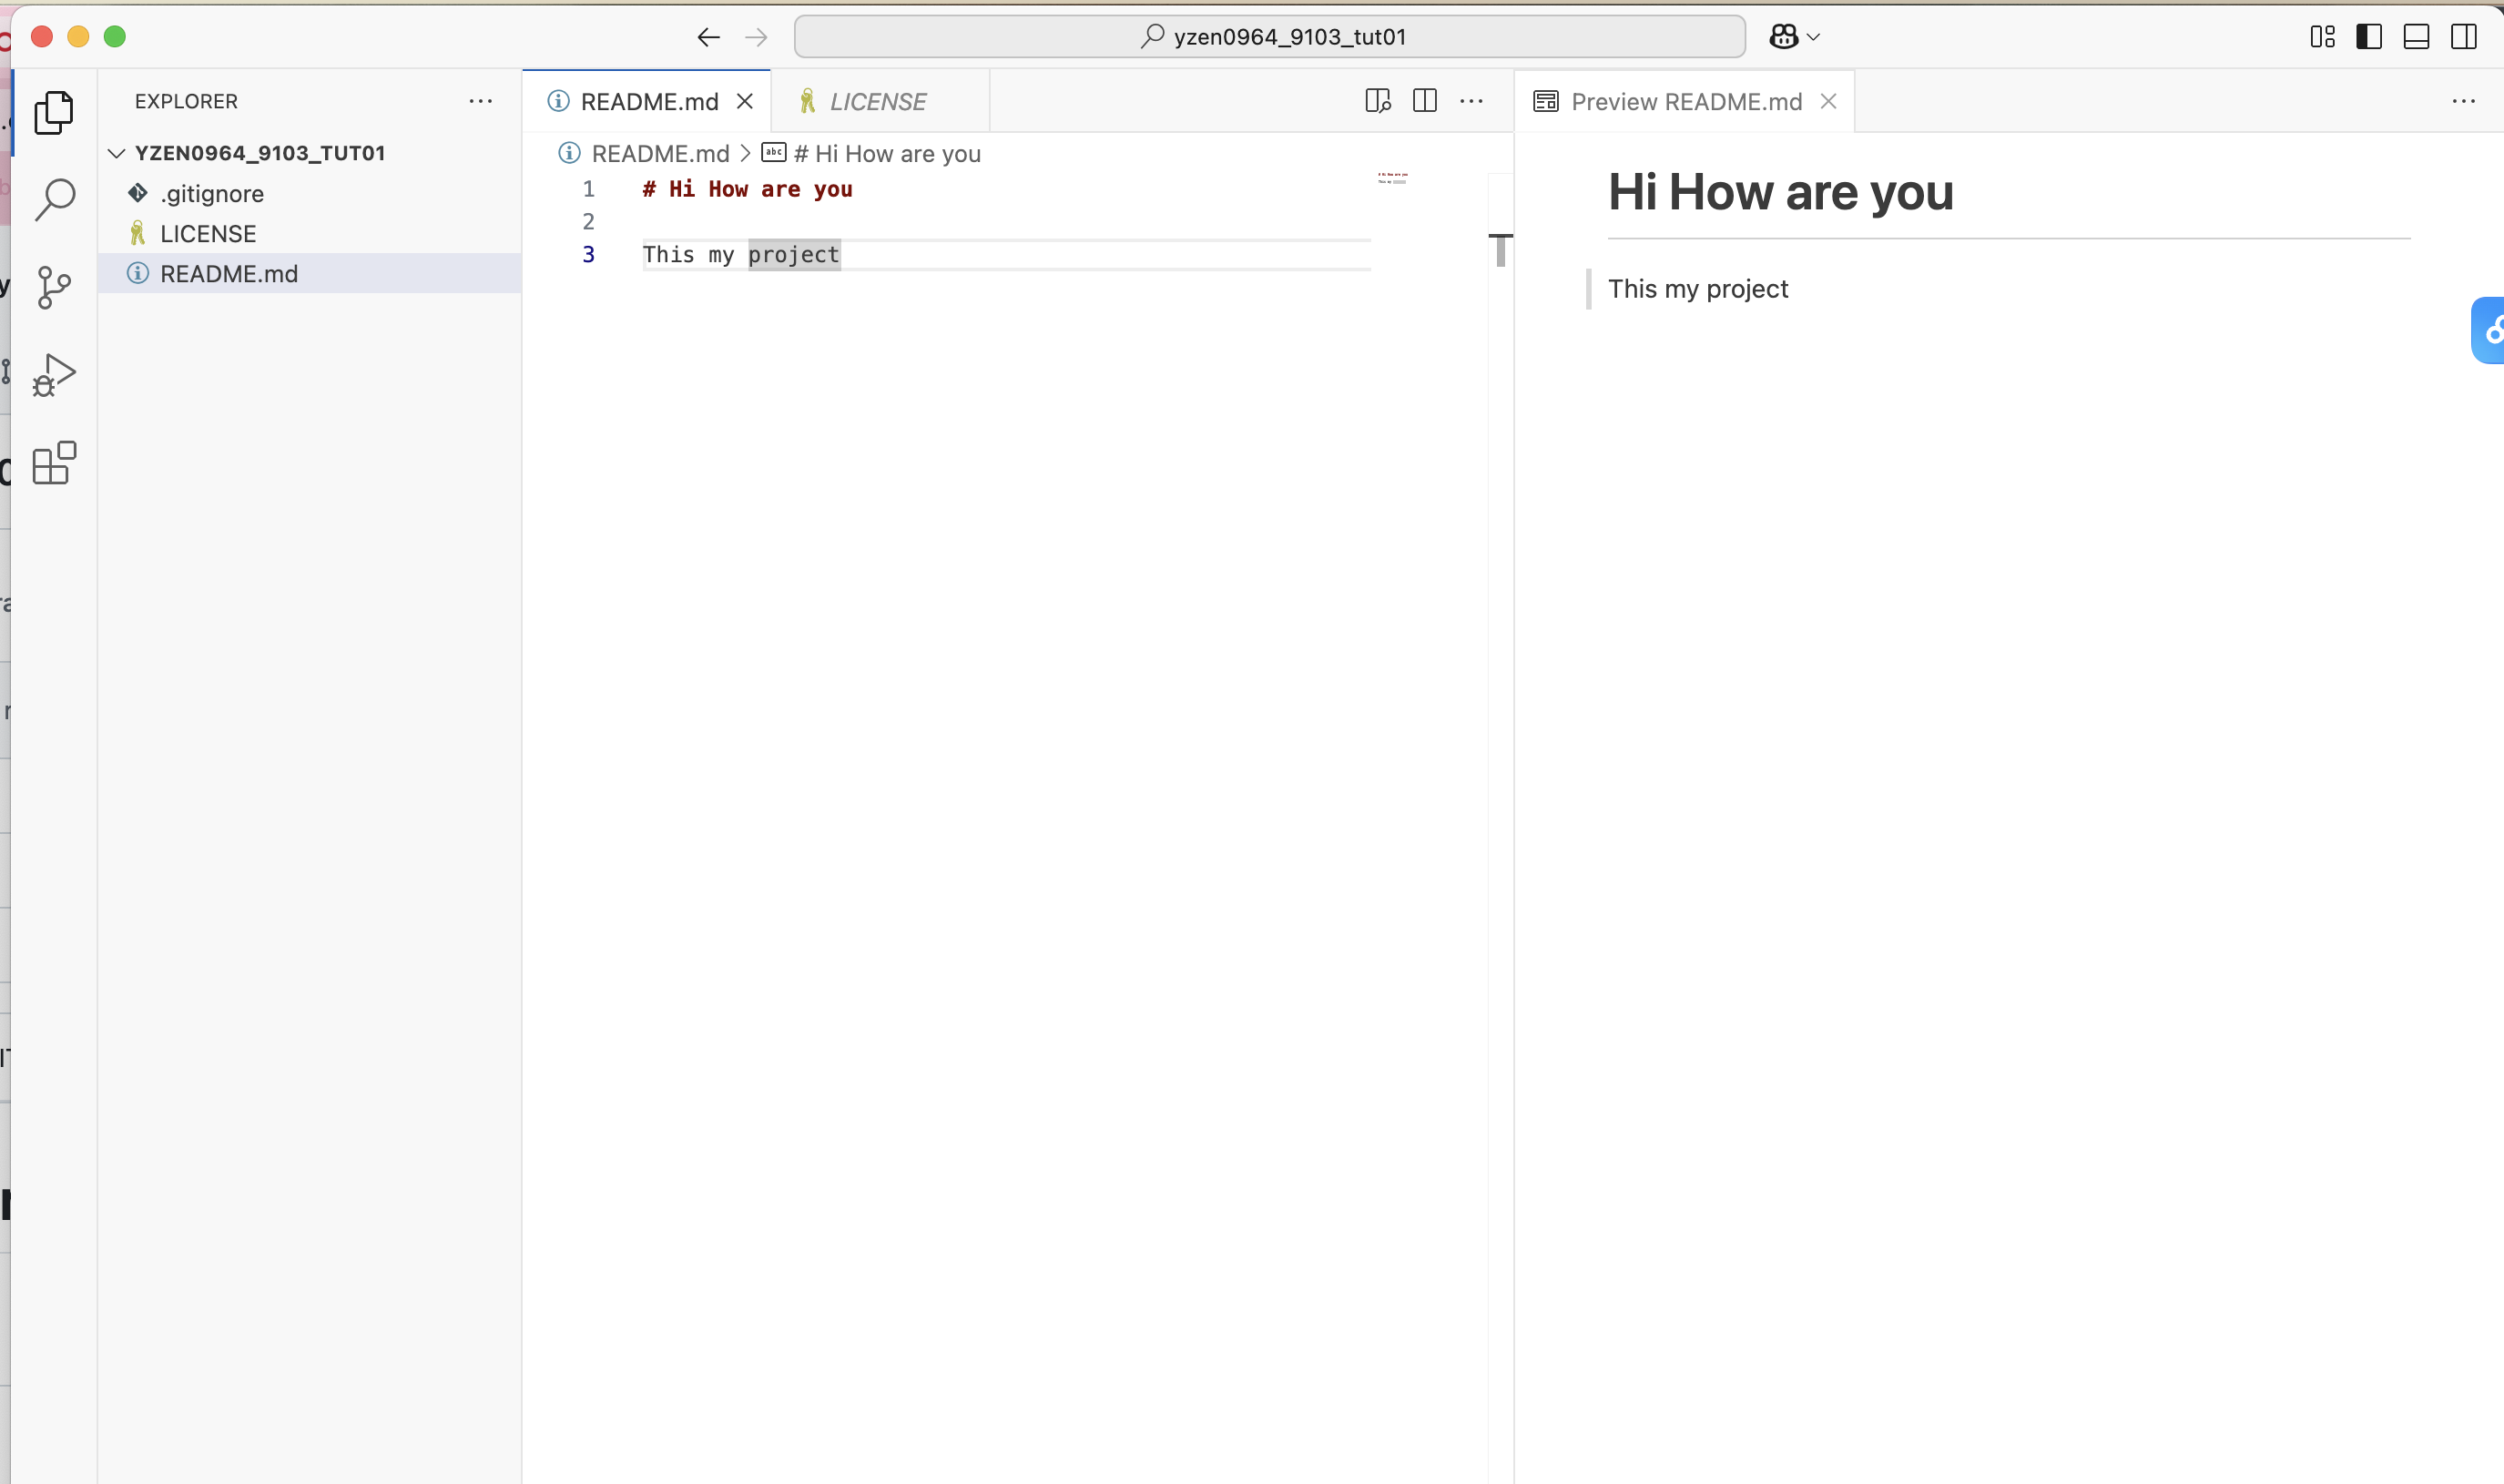 yzen0964_9103_tut01
EXPLORER
YZEN0964_9103_TUT01
.gitignore
LICENSE
README.md
README.md
LICENSE
README.md > # Hi How are you
1 # Hi How are you
2
3 This my project
Preview README.md
Hi How are you
This my project